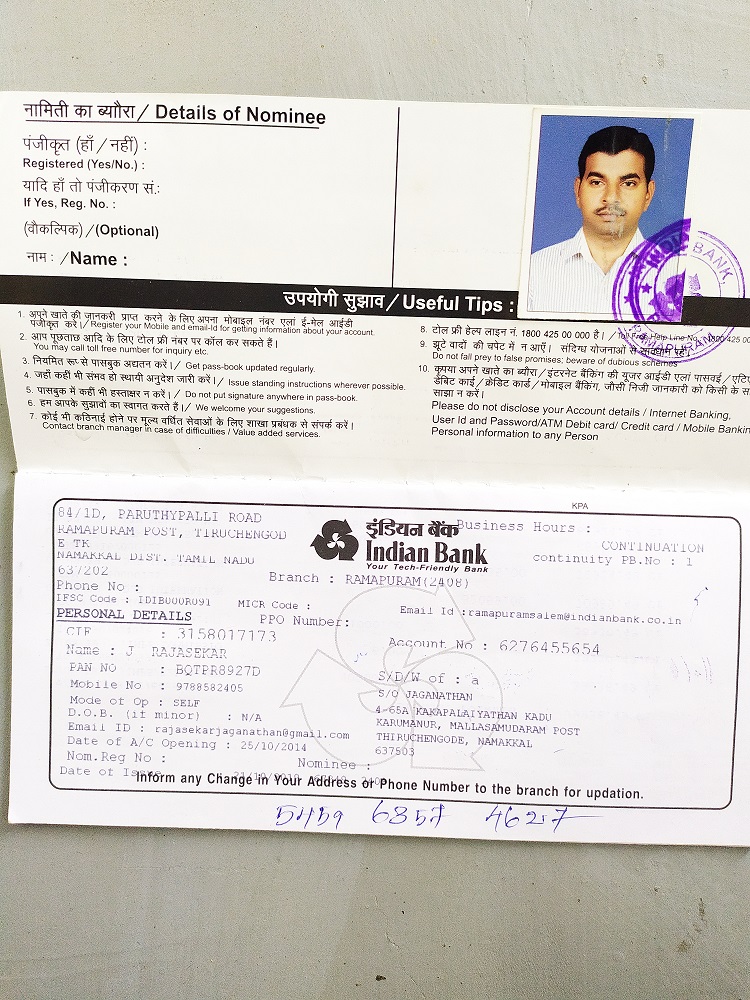 नामिती का ब्यौरा / Details of Nominee
पंजीकृत (हाँ / नहीं) :
Registered (Yes/No.) :
यादि हाँ तो पंजीकरण सं.:
If Yes, Reg. No. :
(वैकल्पिक) / (Optional)
नाम : /Name :
उपयोगी सुझाव / Useful Tips :
1. अपने खाते की जानकारी प्राप्त करने के लिए अपना मोबाइल नंबर एलां ई-मेल आईडी
पंजीकृत करें। / Register your Mobile and email-Id for getting information about your account.
2. आप पूछताछ आदि के लिए टोल फ्री नंबर पर कॉल कर सकते हैं।
You may call toll free number for inquiry etc.
3. नियमित रूप से पासबुक अद्यतन करें। / Get pass-book updated regularly.
4. जहाँ कहीं भी संभव हो स्थायी अनुदेश जारी करें। / Issue standing instructions wherever possible.
5. पासबुक में कहीं भी हस्ताक्षर न करें। / Do not put signature anywhere in pass-book.
6. हम आपके सुझावों का स्वागत करते हैं। / We welcome your suggestions.
7. कोई भी कठिनाई होने पर मूल्य वर्धित सेवाओं के लिए शाखा प्रबंधक से संपर्क करें।
Contact branch manager in case of difficulties / Value added services.
8. टोल फ्री हेल्प लाइन नं. 1800 425 00 000 है। / Toll Free Help Line No. 1800 425 00
9. झूटे वादों की चपेट में न आएँ। संदिग्ध योजनाओं से सावधान रहें।
Do not fall prey to false promises; beware of dubious schemes
10. कृपया अपने खाते का ब्यौरा / इंटरनेट बैंकिंग की यूजर आईडी एलां पासवर्ड / एटि
डेबिट कार्ड / क्रेडिट कार्ड / मोबाइल बैंकिंग, जैसी निजी जानकारी को किसी के स
साझा न करें।
Please do not disclose your Account details / Internet Banking,
User Id and Password/ATM Debit card/ Credit card / Mobile Bankin
Personal information to any Person
BANK,
RAMAPURAM
KPA
84/1D, PARUTHYPALLI ROAD
RAMAPURAM POST, TIRUCHENGOD
E TK
NAMAKKAL DIST. TAMIL NADU
637202
इंडियन बैंक
Indian Bank
Your Tech-Friendly Bank
Business Hours :
CONTINUATION
continuity PB.No : 1
Branch : RAMAPURAM(2408)
Phone No :
IFSC Code : IDIB000R091 MICR Code :
Email Id :ramapuramsalem@indianbank.co.in
PERSONAL DETAILS
PPO Number:
CIF : 3158017173
Account No : 6276455654
Name : J RAJASEKAR
PAN NO : BQTPR8927D
S/D/W of : a
Mobile No : 9788582405
S/O JAGANATHAN
Mode of Op : SELF
4-65A KAKAPALAIYATHAN KADU
D.O.B. (if minor) : N/A
KARUMANUR, MALLASAMUDARAM POST
Email ID : rajasekarjaganathan@gmail.com
THIRUCHENGODE, NAMAKKAL
Date of A/C Opening : 25/10/2014
637503
Nom.Reg No :
Nominee :
Date of Issue
Inform any Change in Your Address or Phone Number to the branch for updation.
5459 6857 4627